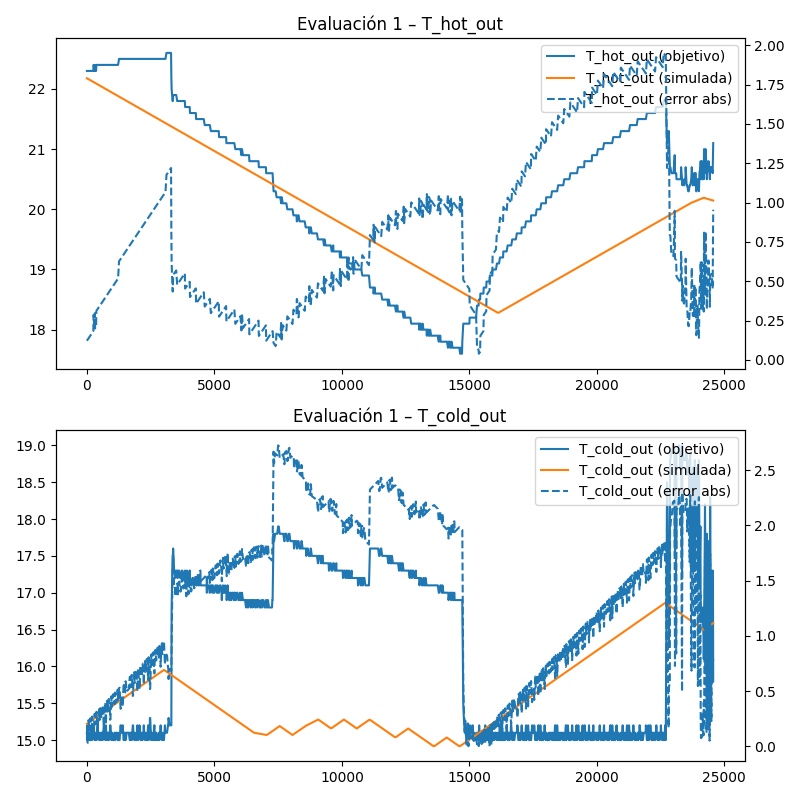 Evaluación 1 – T_hot_out
T_hot_out (objetivo)
T_hot_out (simulada)
T_hot_out (error abs)
22
21
20
19
18
2.00
1.75
1.50
1.25
1.00
0.75
0.50
0.25
0.00
0 5000 10000 15000 20000 25000
Evaluación 1 – T_cold_out
T_cold_out (objetivo)
T_cold_out (simulada)
T_cold_out (error abs)
19.0
18.5
18.0
17.5
17.0
16.5
16.0
15.5
15.0
2.5
2.0
1.5
1.0
0.5
0.0
0 5000 10000 15000 20000 25000